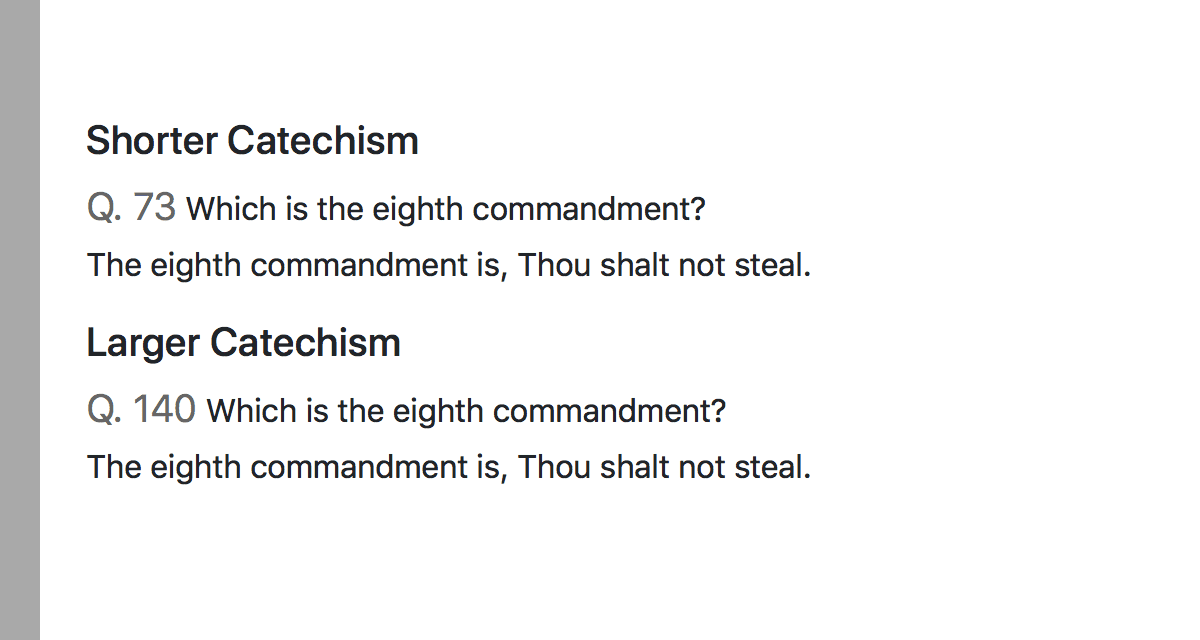 Shorter Catechism
Q. 73 Which is the eighth commandment?
The eighth commandment is, Thou shalt not steal.
Larger Catechism
Q. 140 Which is the eighth commandment?
The eighth commandment is, Thou shalt not steal.